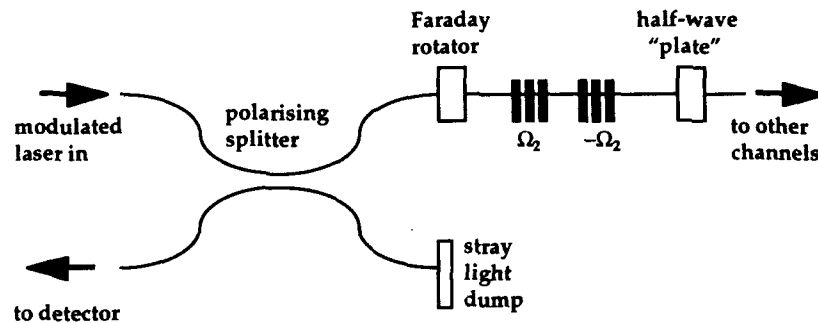 Faraday
rotator
half-wave
“plate”
polarising
splitter
modulated
laser in
Ω₂
−Ω₂
to other
channels
stray
light
dump
to detector